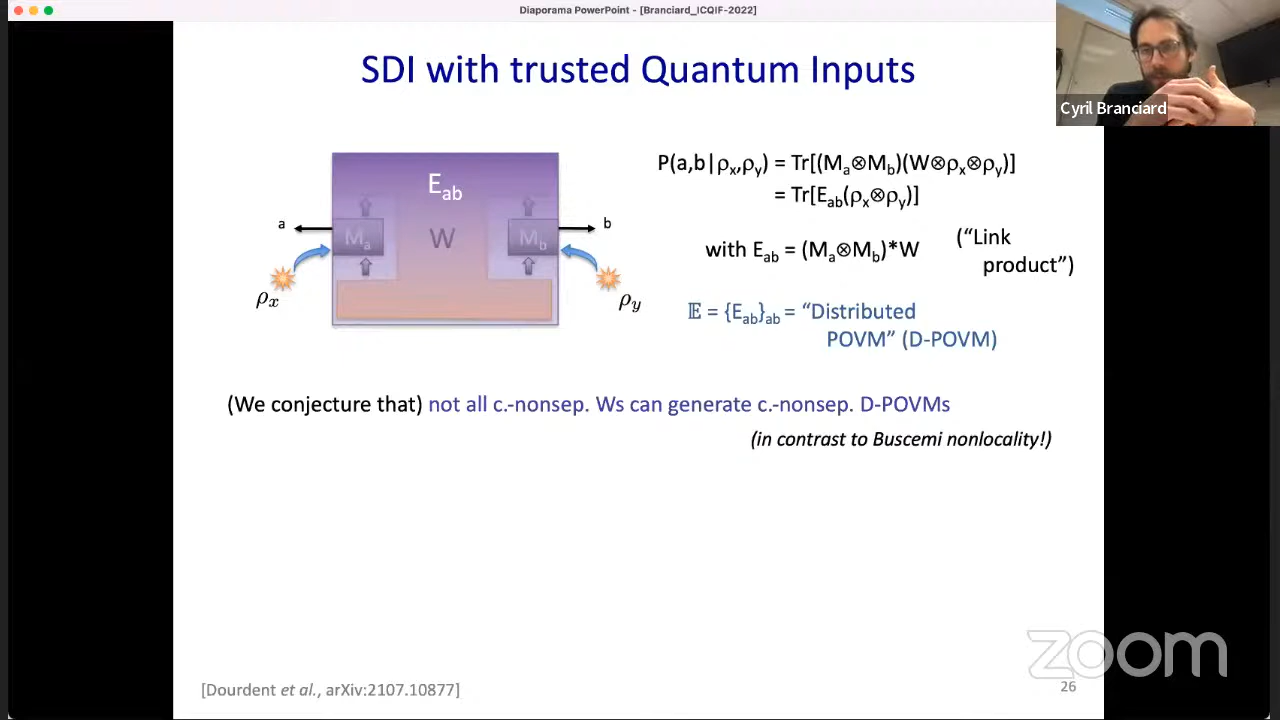 Diaporama PowerPoint - [Branciard_ICQIF-2022]
SDI with trusted Quantum Inputs
Cyril Branciard
E_ab
a
M_a
W
M_b
b
ρ_x
ρ_y
P(a,b|ρ_x,ρ_y) = Tr[(M_a⊗M_b)(W⊗ρ_x⊗ρ_y)]
= Tr[E_ab(ρ_x⊗ρ_y)]
with E_ab = (M_a⊗M_b)*W (“Link
product”)
𝔼 = {E_ab}_ab = “Distributed
POVM” (D-POVM)
(We conjecture that) not all c.-nonsep. Ws can generate c.-nonsep. D-POVMs
(in contrast to Buscemi nonlocality!)
zoom
[Dourdent et al., arXiv:2107.10877]
26